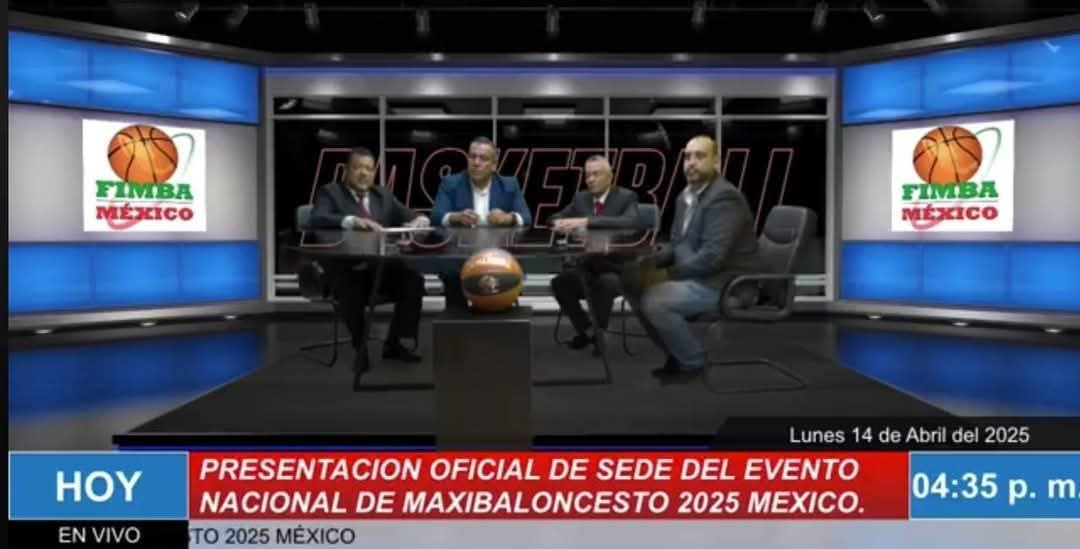 BASKETBALL
FIMBA
MÉXICO
FIMBA
MÉXICO
Lunes 14 de Abril del 2025
HOY
PRESENTACION OFICIAL DE SEDE DEL EVENTO
NACIONAL DE MAXIBALONCESTO 2025 MEXICO.
04:35 p. m.
EN VIVO
STO 2025 MÉXICO